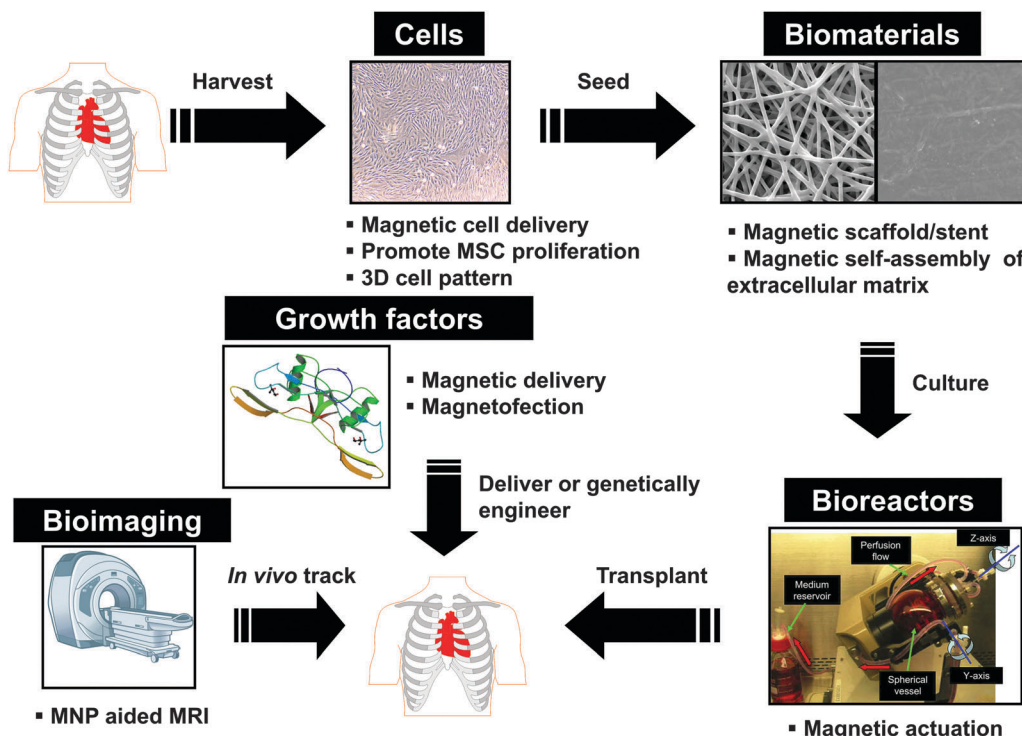 Cells
Biomaterials
Harvest
Seed
▪ Magnetic cell delivery
▪ Promote MSC proliferation
▪ 3D cell pattern
▪ Magnetic scaffold/stent
▪ Magnetic self-assembly of
extracellular matrix
Growth factors
▪ Magnetic delivery
▪ Magnetofection
Culture
Deliver or genetically
engineer
Bioimaging
Bioreactors
In vivo track
Transplant
Z-axis
Perfusion
flow
Medium
reservoir
Spherical
vessel
Y-axis
▪ MNP aided MRI
▪ Magnetic actuation